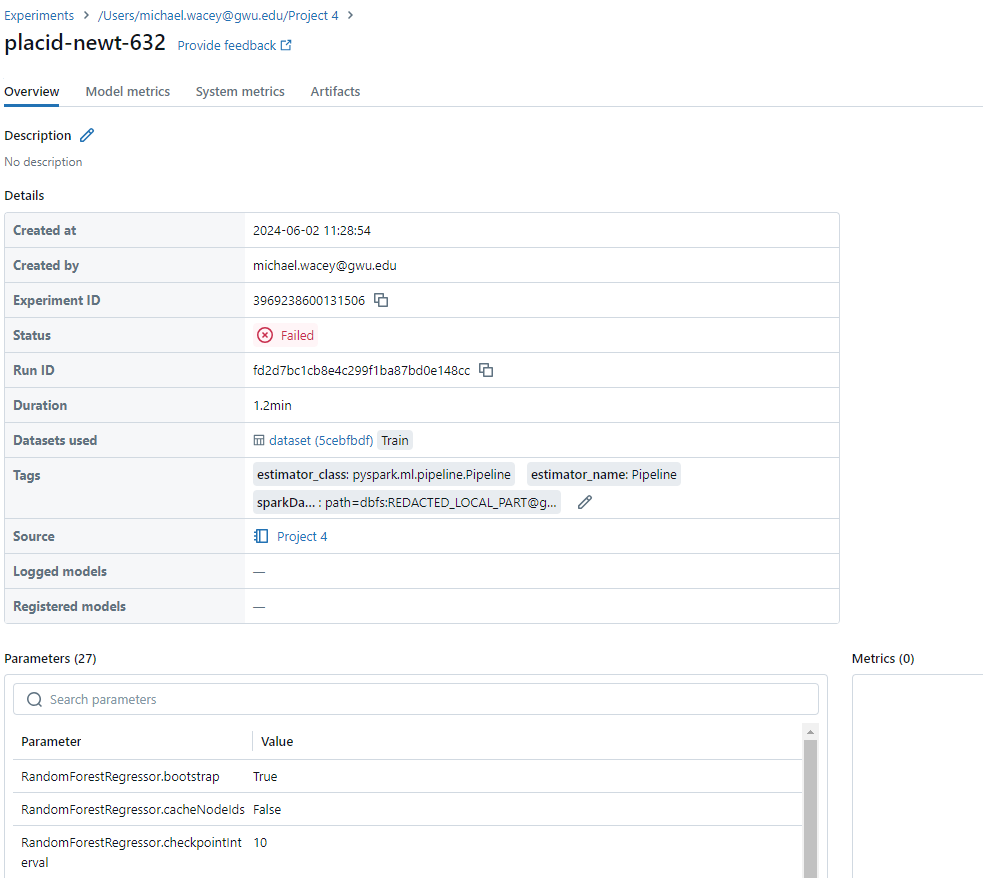 Experiments > /Users/michael.wacey@gwu.edu/Project 4 >
placid-newt-632 Provide feedback
Overview Model metrics System metrics Artifacts
Description
No description
Details
Created at 2024-06-02 11:28:54
Created by michael.wacey@gwu.edu
Experiment ID 3969238600131506
Status Failed
Run ID fd2d7bc1cb8e4c299f1ba87bd0e148cc
Duration 1.2min
Datasets used dataset (5cebfbdf) Train
Tags estimator_class: pyspark.ml.pipeline.Pipeline estimator_name: Pipeline
sparkDa... : path=dbfs:REDACTED_LOCAL_PART@g...
Source Project 4
Logged models —
Registered models —
Parameters (27) Metrics (0)
Search parameters
Parameter Value
RandomForestRegressor.bootstrap True
RandomForestRegressor.cacheNodeIds False
RandomForestRegressor.checkpointInt 10
erval